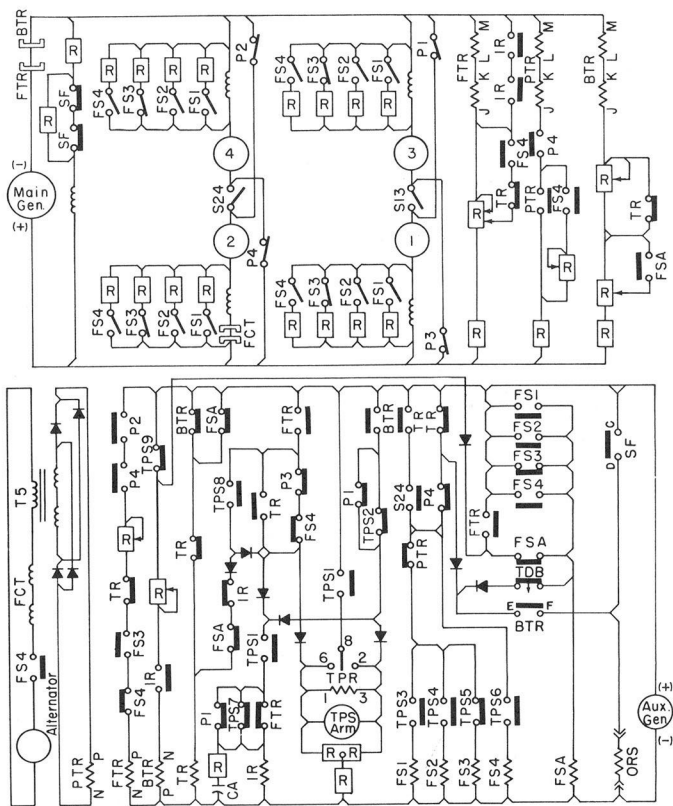 BTR
FTR
(-)
Main
Gen.
(+)
R
SF
R
SF
R
R
R
R
FS4
FS3
FS2
FS1
P2
4
S24
2
P4
R
R
R
R
FS4
FS3
FS2
FS1
FCT
FS4
FS3
FS2
FS1
R
R
R
R
P1
3
S13
1
FS4
FS3
FS2
FS1
R
R
R
R
P3
FTR
M
L
K
J
IR
IR
FS4
TR
R
R
PTR
M
L
K
J
P4
PTR
FS4
R
R
BTR
M
L
K
J
R
TR
FSA
R
R
T5
FCT
FS4
Alternator
PTR
P
N
P2
P4
R
TR
FS3
FS4
FTR
P
N
TPS9
R
IR
BTR
N
P
BTR
FSA
TR
TR
TPS8
TR
IR
FSA
TPS1
P1
TPS7
FTR
R
CA
IR
FTR
P3
FS4
TPS1
8
6
2
TPR
1
3
TPS
Arm
R
R
R
BTR
P1
TPS2
TR
TR
S24
P4
PTR
TPS3
TPS4
TPS5
TPS6
FS1
FS2
FS3
FS4
FS1
FS2
FS3
FS4
FTR
FSA
TDB
E
F
BTR
FSA
C
D
SF
ORS
(+)
Aux.
Gen
(-)